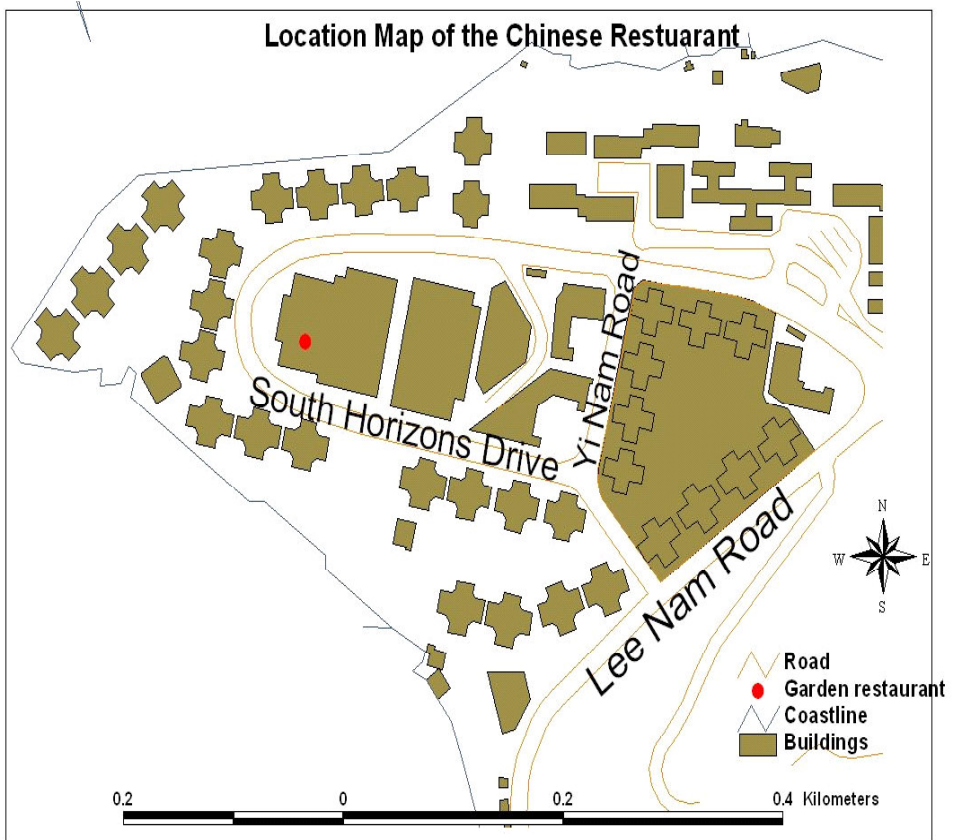 Location Map of the Chinese Restuarant
Yi Nam Road
South Horizons Drive
Lee Nam Road
N
W E
S
Road
Garden restaurant
Coastline
Buildings
0.2 0 0.2 0.4 Kilometers